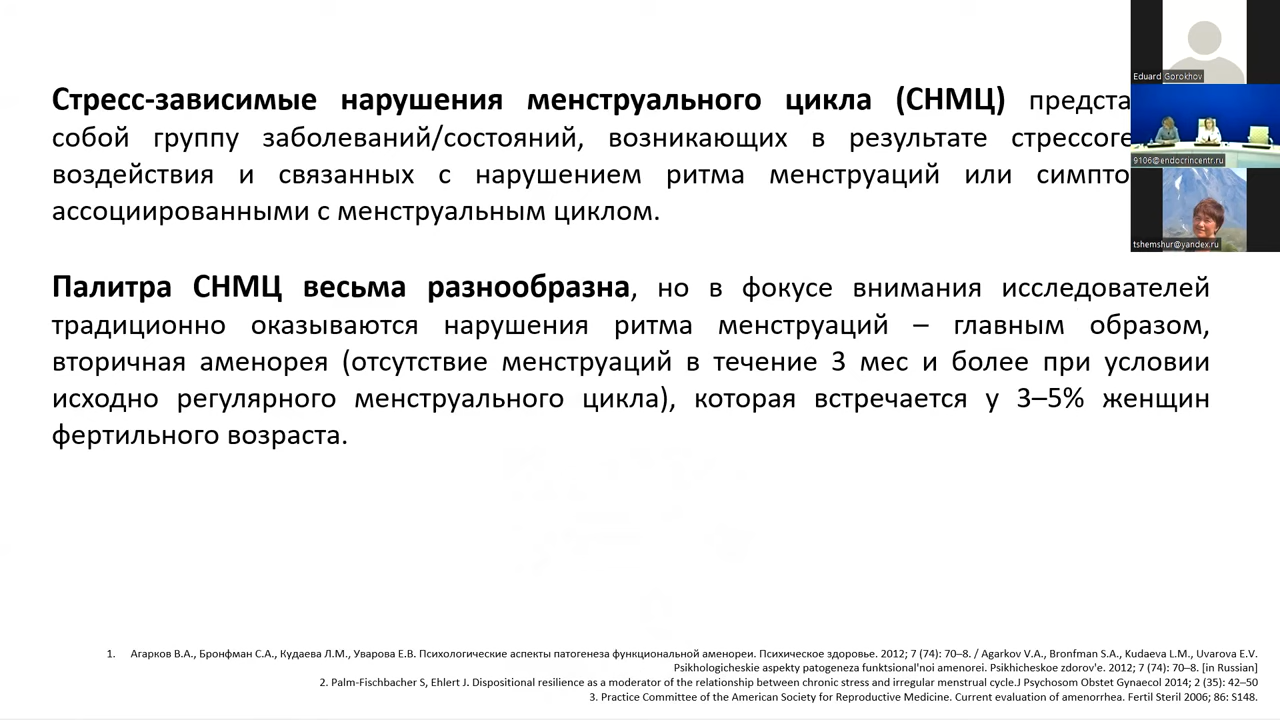 Стресс-зависимые нарушения менструального цикла (СНМЦ) предста
собой группу заболеваний/состояний, возникающих в результате стрессоге
воздействия и связанных с нарушением ритма менструаций или симпто
ассоциированными с менструальным циклом.
Палитра СНМЦ весьма разнообразна, но в фокусе внимания исследователей
традиционно оказываются нарушения ритма менструаций – главным образом,
вторичная аменорея (отсутствие менструаций в течение 3 мес и более при условии
исходно регулярного менструального цикла), которая встречается у 3–5% женщин
фертильного возраста.
1. Агарков В.А., Бронфман С.А., Кудаева Л.М., Уварова Е.В. Психологические аспекты патогенеза функциональной аменореи. Психическое здоровье. 2012; 7 (74): 70–8. / Agarkov V.A., Bronfman S.A., Kudaeva L.M., Uvarova E.V.
Psikhologicheskie aspekty patogeneza funktsional'noi amenorei. Psikhicheskoe zdorov'e. 2012; 7 (74): 70–8. [in Russian]
2. Palm-Fischbacher S, Ehlert J. Dispositional resilience as a moderator of the relationship between chronic stress and irregular menstrual cycle.J Psychosom Obstet Gynaecol 2014; 2 (35): 42–50
3. Practice Committee of the American Society for Reproductive Medicine. Current evaluation of amenorrhea. Fertil Steril 2006; 86: S148.
Eduard Gorokhov
9106@endocrincentr.ru
tshemshur@yandex.ru